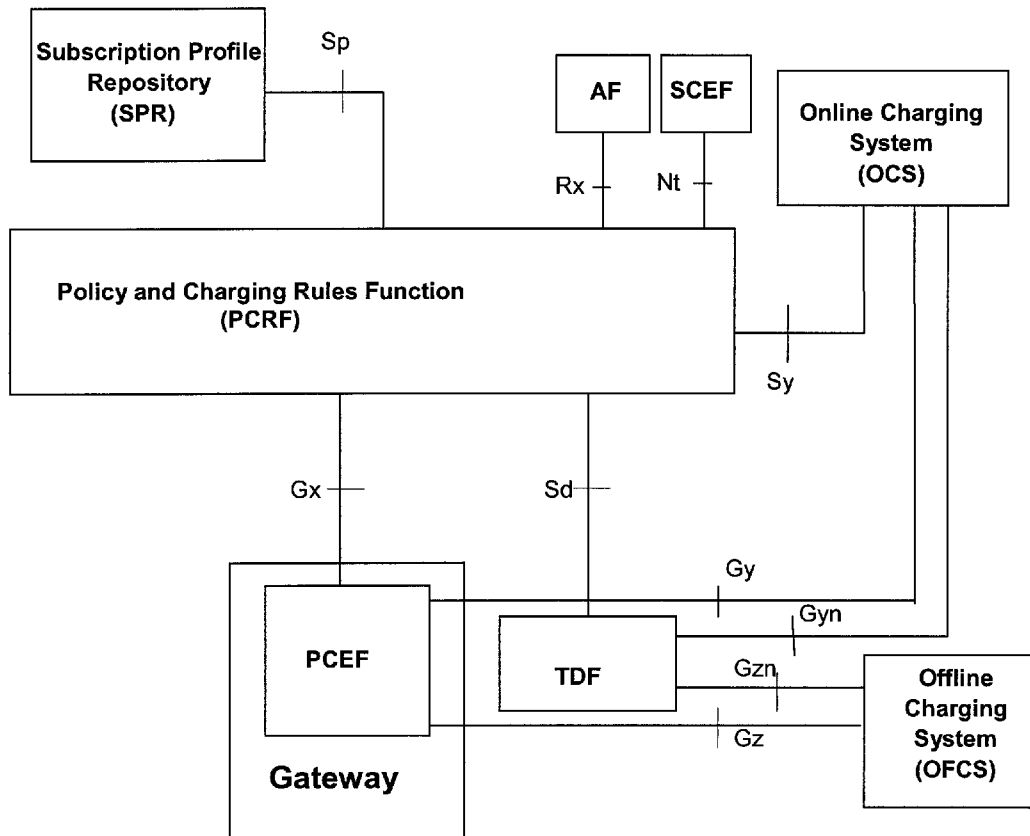 Subscription Profile
Repository
(SPR)
Sp
AF
SCEF
Online Charging
System
(OCS)
Rx
Nt
Policy and Charging Rules Function
(PCRF)
Sy
Gx
Sd
Gy
Gyn
PCEF
TDF
Gzn
Gz
Offline
Charging
System
(OFCS)
Gateway